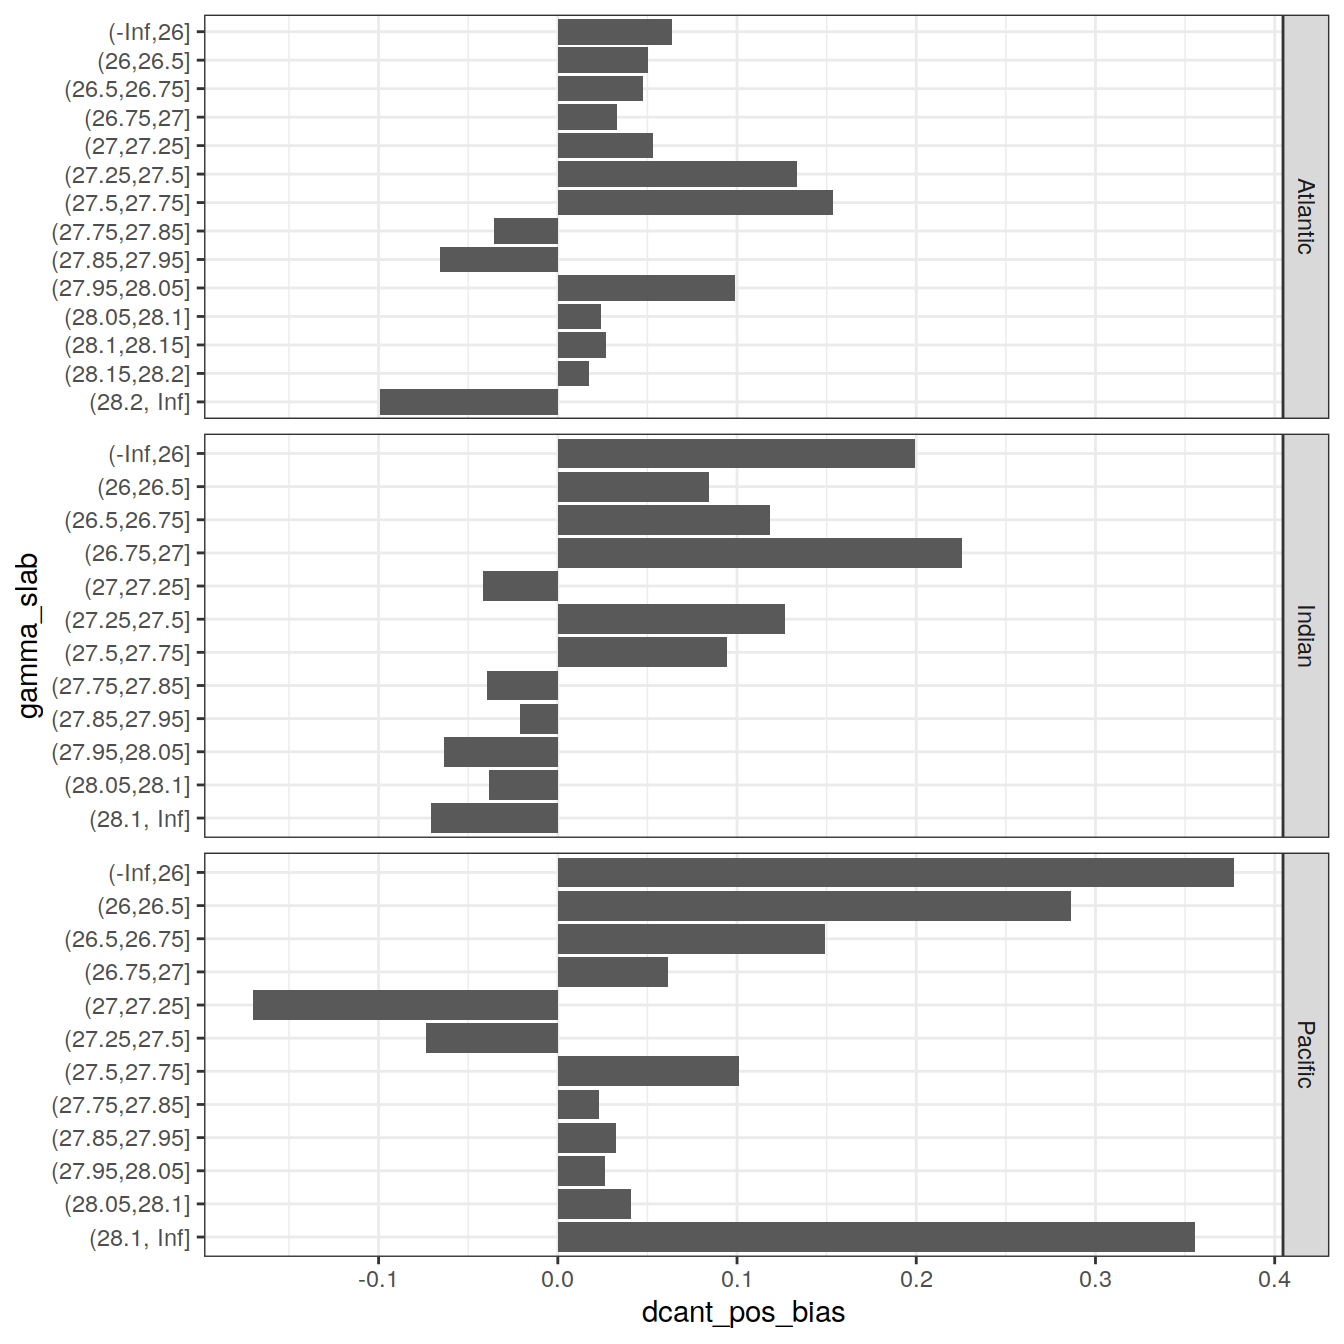 (-Inf,26]
(26,26.5]
(26.5,26.75]
(26.75,27]
(27,27.25]
(27.25,27.5]
(27.5,27.75]
(27.75,27.85]
(27.85,27.95]
(27.95,28.05]
(28.05,28.1]
(28.1,28.15]
(28.15,28.2]
(28.2, Inf]
Atlantic
(-Inf,26]
(26,26.5]
(26.5,26.75]
(26.75,27]
(27,27.25]
(27.25,27.5]
(27.5,27.75]
(27.75,27.85]
(27.85,27.95]
(27.95,28.05]
(28.05,28.1]
(28.1, Inf]
Indian
gamma_slab
(-Inf,26]
(26,26.5]
(26.5,26.75]
(26.75,27]
(27,27.25]
(27.25,27.5]
(27.5,27.75]
(27.75,27.85]
(27.85,27.95]
(27.95,28.05]
(28.05,28.1]
(28.1, Inf]
Pacific
-0.1 0.0 0.1 0.2 0.3 0.4
dcant_pos_bias